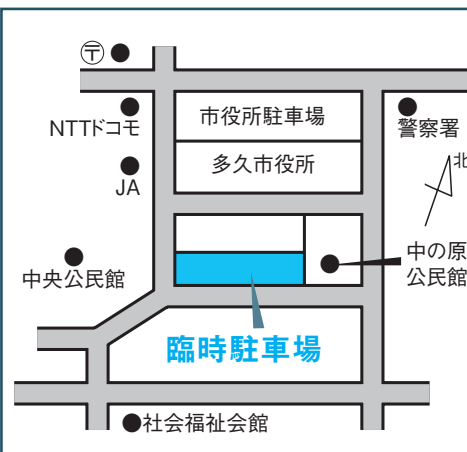 〒
NTTドコモ
市役所駐車場
警察署
JA
多久市役所
北
中央公民館
中の原
公民館
臨時駐車場
社会福祉会館